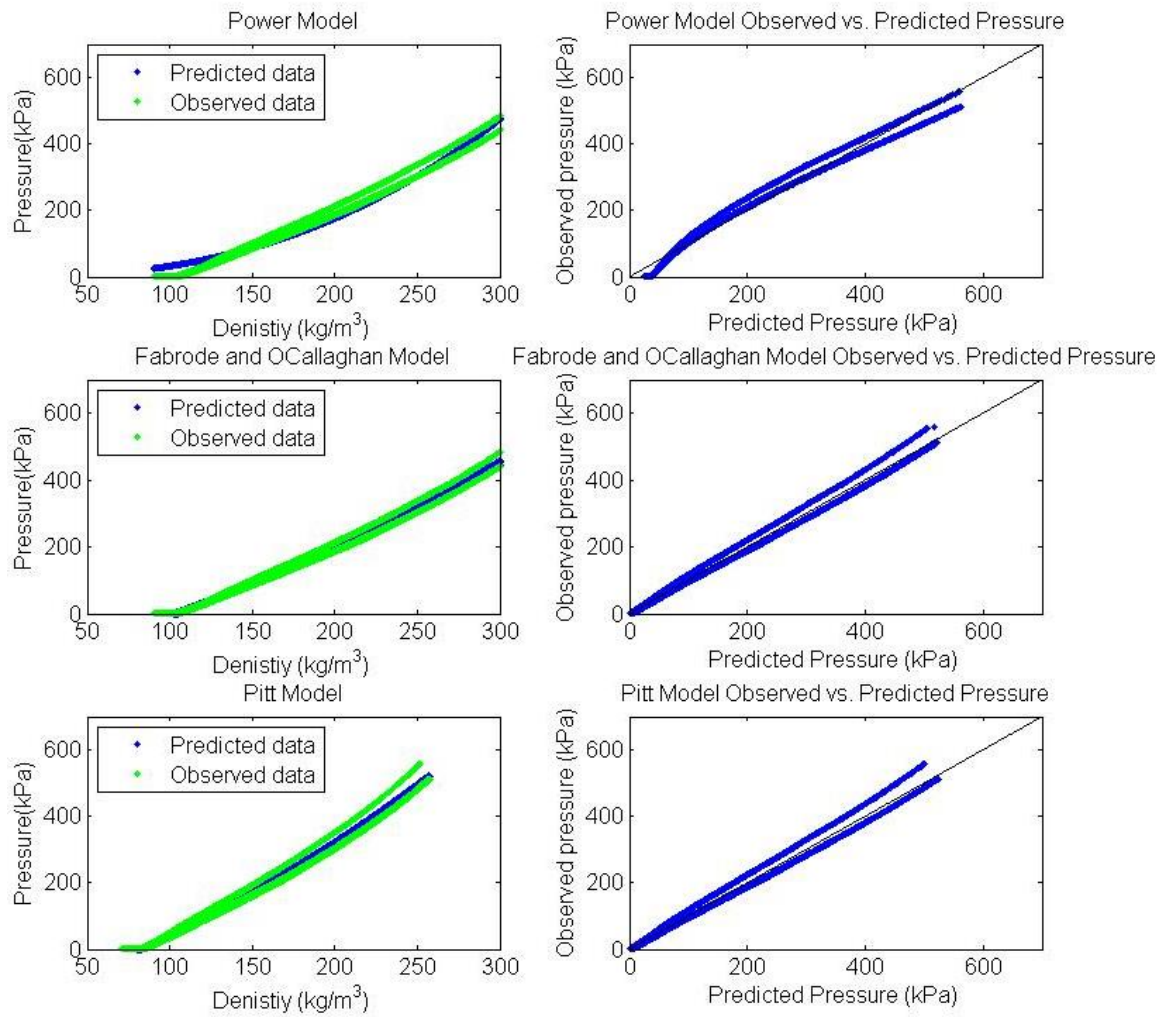 Power Model
Power Model Observed vs. Predicted Pressure
Pressure(kPa)
600
400
200
0
Predicted data
Observed data
50 100 150 200 250 300
Denistiy (kg/m³)
Observed pressure (kPa)
600
400
200
0
0 200 400 600
Predicted Pressure (kPa)
Fabrode and OCallaghan Model
Fabrode and OCallaghan Model Observed vs. Predicted Pressure
Pressure(kPa)
600
400
200
0
Predicted data
Observed data
50 100 150 200 250 300
Denistiy (kg/m³)
Observed pressure (kPa)
600
400
200
0
0 200 400 600
Predicted Pressure (kPa)
Pitt Model
Pitt Model Observed vs. Predicted Pressure
Pressure(kPa)
600
400
200
0
Predicted data
Observed data
50 100 150 200 250 300
Denistiy (kg/m³)
Observed pressure (kPa)
600
400
200
0
0 200 400 600
Predicted Pressure (kPa)